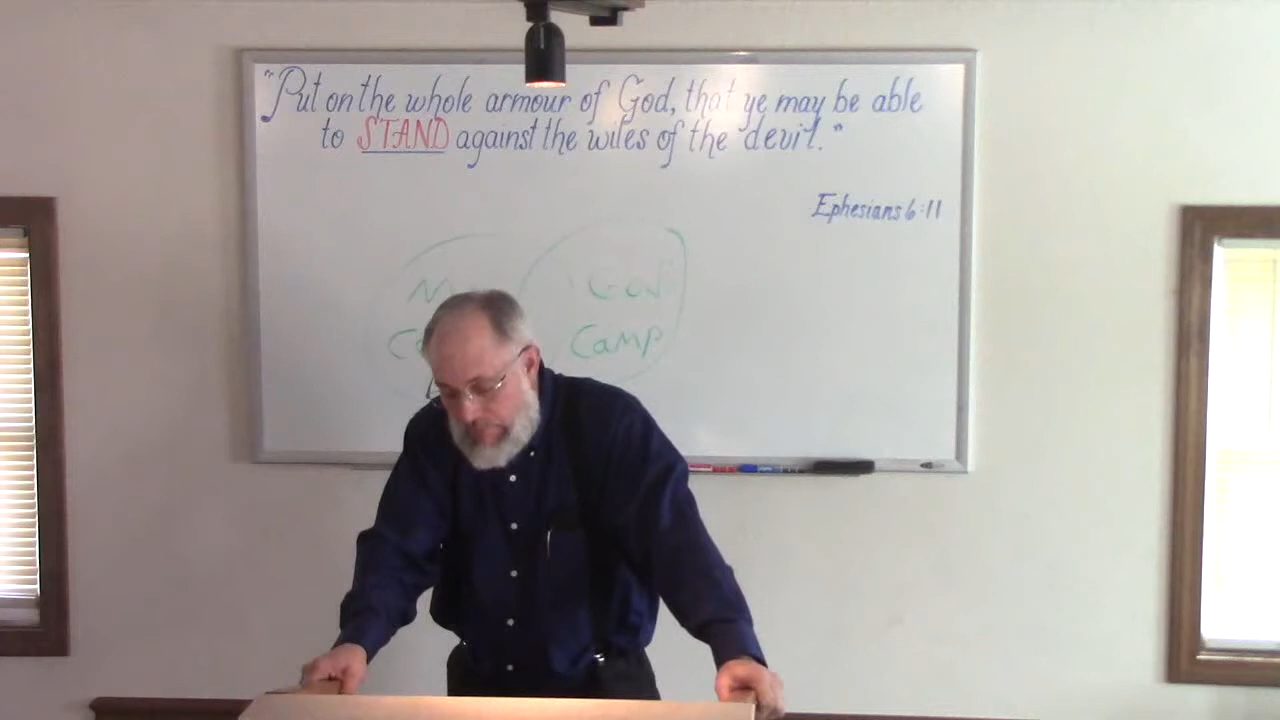 "Put on the whole armour of God, that ye may be able
to STAND against the wiles of the devil."
Ephesians 6:11
Camp